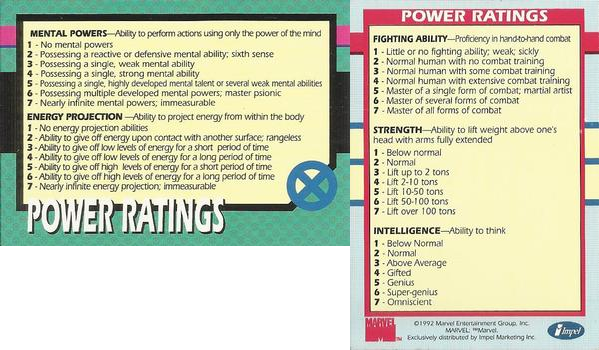 MENTAL POWERS—Ability to perform actions using only the power of the mind
1 - No mental powers
2 - Possessing a reactive or defensive mental ability; sixth sense
3 - Possessing a single, weak mental ability
4 - Possessing a single, strong mental ability
5 - Possessing a single, highly developed mental talent or several weak mental abilities
6 - Possessing multiple developed mental powers; master psionic
7 - Nearly infinite mental powers; immeasurable
ENERGY PROJECTION —Ability to project energy from within the body
1 - No energy projection abilities
2 - Ability to give off energy upon contact with another surface; rangeless
3 - Ability to give off low levels of energy for a short period of time
4 - Ability to give off low levels of energy for a long period of time
5 - Ability to give off high levels of energy for a short period of time
6 - Ability to give off high levels of energy for a long period of time
7 - Nearly infinite energy projection; immeasurable
POWER RATINGS
POWER RATINGS
FIGHTING ABILITY—Proficiency in hand-to-hand combat
1 - Little or no fighting ability; weak; sickly
2 - Normal human with no combat training
3 - Normal human with some combat training
4 - Normal human with extensive combat training
5 - Master of a single form of combat; martial artist
6 - Master of several forms of combat
7 - Master of all forms of combat
STRENGTH—Ability to lift weight above one's
head with arms fully extended
1 - Below normal
2 - Normal
3 - Lift up to 2 tons
4 - Lift 2-10 tons
5 - Lift 10-50 tons
6 - Lift 50-100 tons
7 - Lift over 100 tons
INTELLIGENCE—Ability to think
1 - Below Normal
2 - Normal
3 - Above Average
4 - Gifted
5 - Genius
6 - Super-genius
7 - Omniscient
©1992 Marvel Entertainment Group, Inc.
MARVEL: ™Marvel.
Exclusively distributed by Impel Marketing Inc.
MARVEL
M™
impel